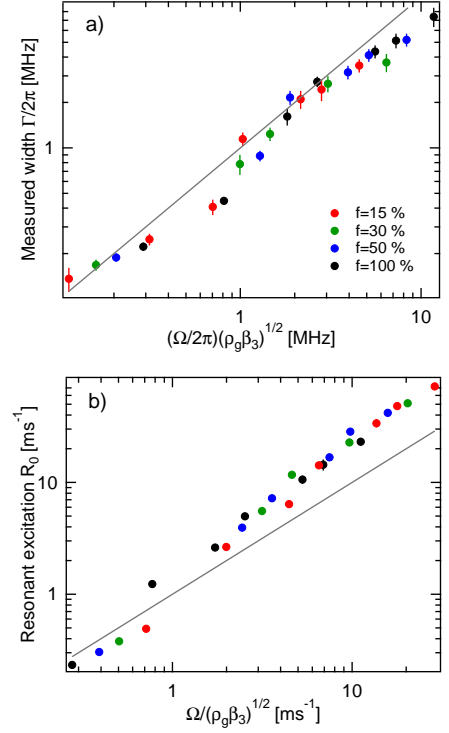 a)
Measured width Γ/2π [MHz]
1
f=15 %
f=30 %
f=50 %
f=100 %
1
10
(Ω/2π)(ρgβ3)1/2 [MHz]
b)
Resonant excitation R0 [ms-1]
10
1
1
10
Ω/(ρgβ3)1/2 [ms-1]